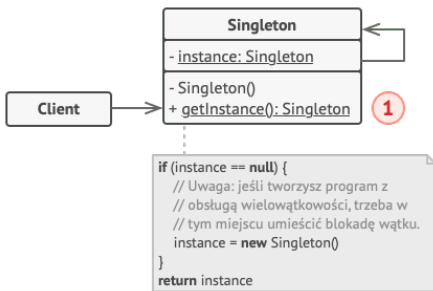 Singleton
- instance: Singleton
- Singleton()
+ getInstance(): Singleton
Client
1
if (instance == null) {
// Uwaga: jeśli tworzysz program z
// obsługą wielowątkowości, trzeba w
// tym miejscu umieścić blokadę wątku.
instance = new Singleton()
}
return instance